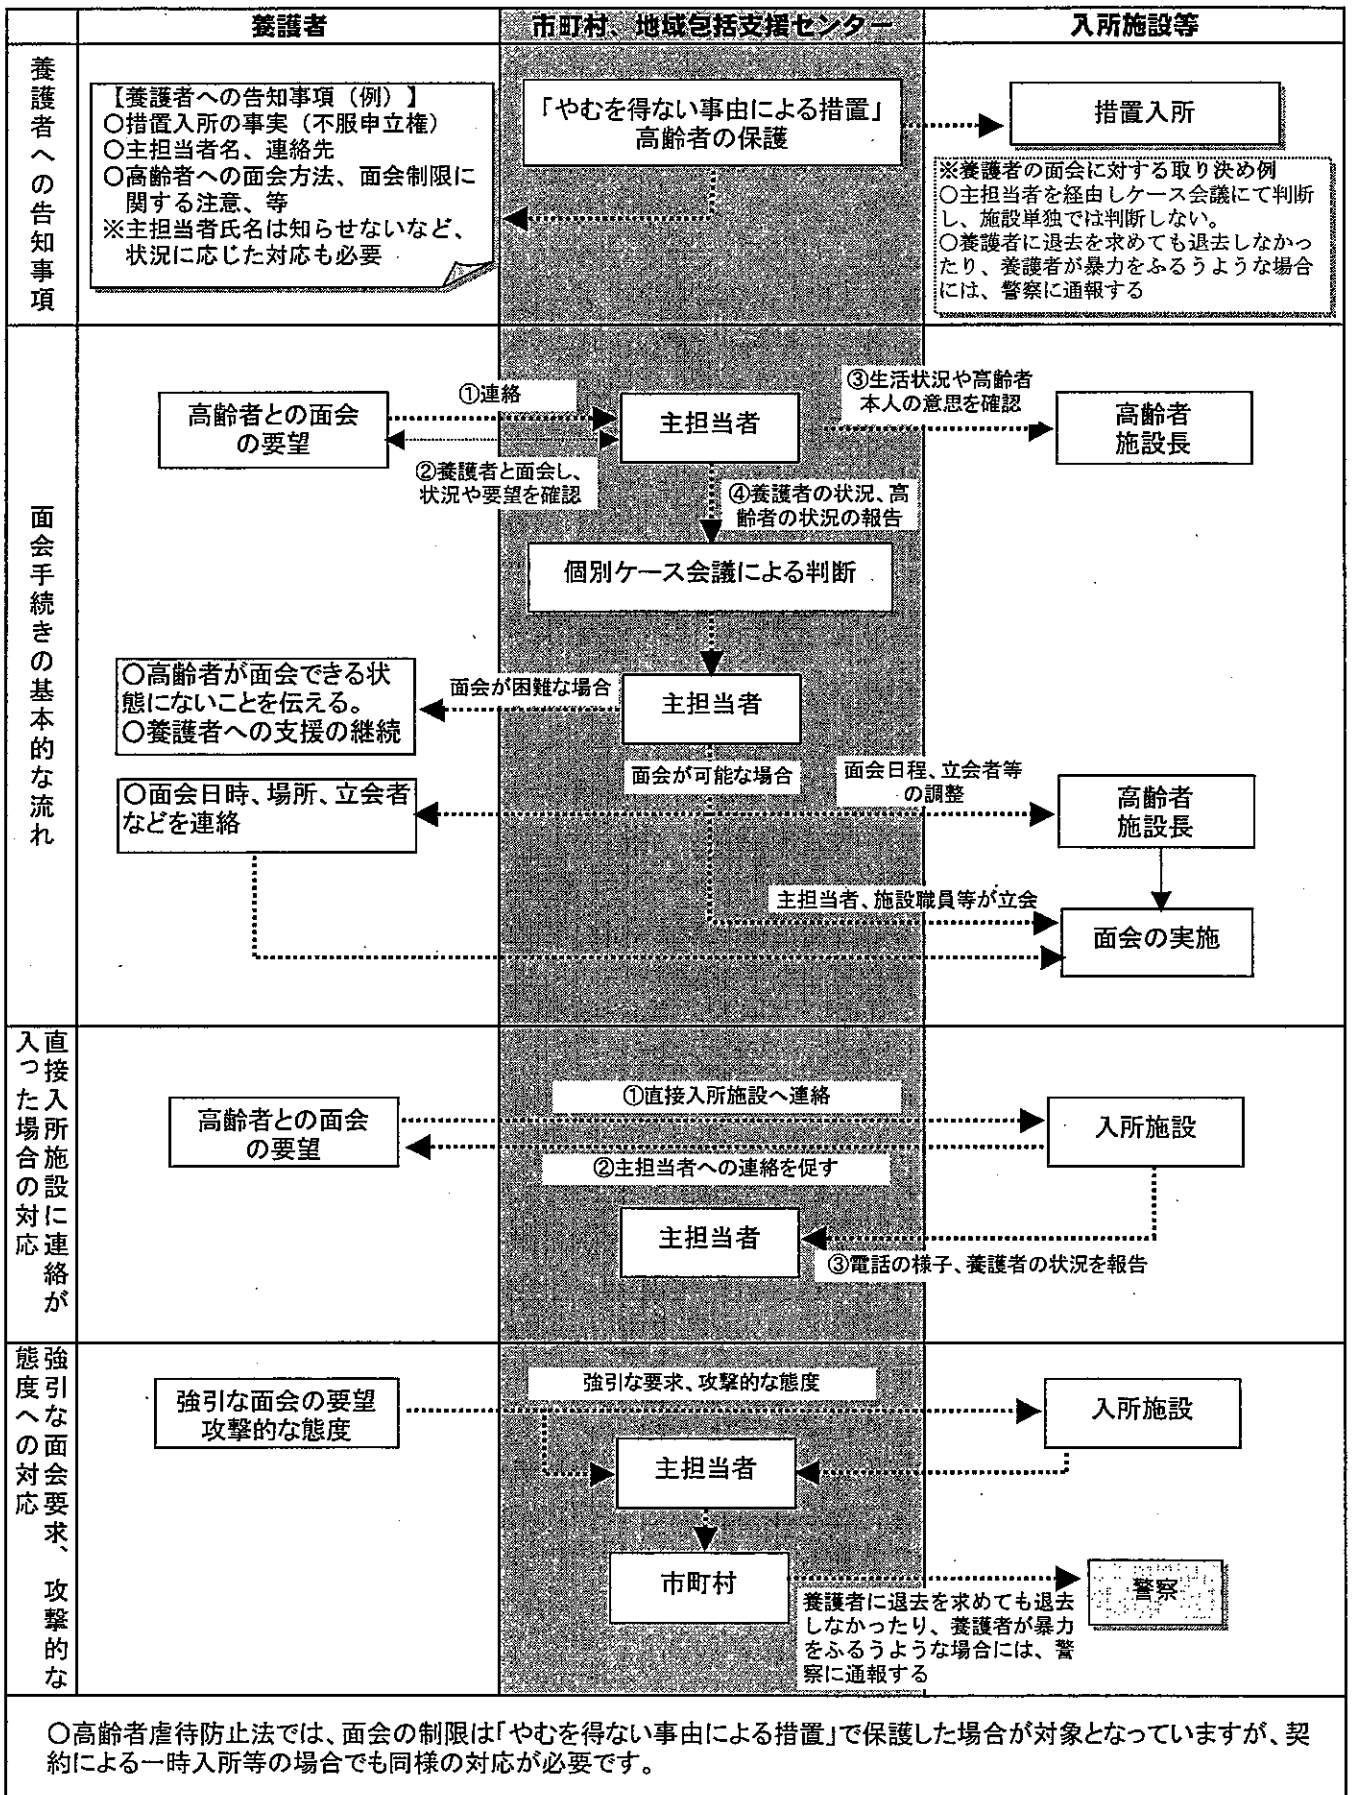 養護者
市町村、地域包括支援センター
入所施設等
養護者への告知事項
【養護者への告知事項（例）】
○措置入所の事実（不服申立権）
○主担当者名、連絡先
○高齢者への面会方法、面会制限に
関する注意、等
※主担当者氏名は知らせないなど、
状況に応じた対応も必要
「やむを得ない事由による措置」
高齢者の保護
措置入所
※養護者の面会に対する取り決め例
○主担当者を経由しケース会議にて判断
し、施設単独では判断しない。
○養護者に退去を求めても退去しなかっ
たり、養護者が暴力をふるうような場合
には、警察に通報する
面会手続きの基本的な流れ
高齢者との面会
の要望
①連絡
②養護者と面会し、
状況や要望を確認
主担当者
③生活状況や高齢者
本人の意思を確認
高齢者
施設長
④養護者の状況、高
齢者の状況の報告
個別ケース会議による判断
主担当者
面会が困難な場合
○高齢者が面会できる状
態にないことを伝える。
○養護者への支援の継続
面会が可能な場合
面会日程、立会者等
の調整
○面会日時、場所、立会者
などを連絡
高齢者
施設長
主担当者、施設職員等が立会
面会の実施
直接入所施設に連絡が
入った場合の対応
高齢者との面会
の要望
①直接入所施設へ連絡
入所施設
②主担当者への連絡を促す
主担当者
③電話の様子、養護者の状況を報告
強引な面会要求、攻撃的な
態度への対応
強引な面会の要望
攻撃的な態度
強引な要求、攻撃的な態度
入所施設
主担当者
市町村
警察
養護者に退去を求めても退去
しなかったり、養護者が暴力
をふるうような場合には、警
察に通報する
○高齢者虐待防止法では、面会の制限は「やむを得ない事由による措置」で保護した場合が対象となっていますが、契
約による一時入所等の場合でも同様の対応が必要です。